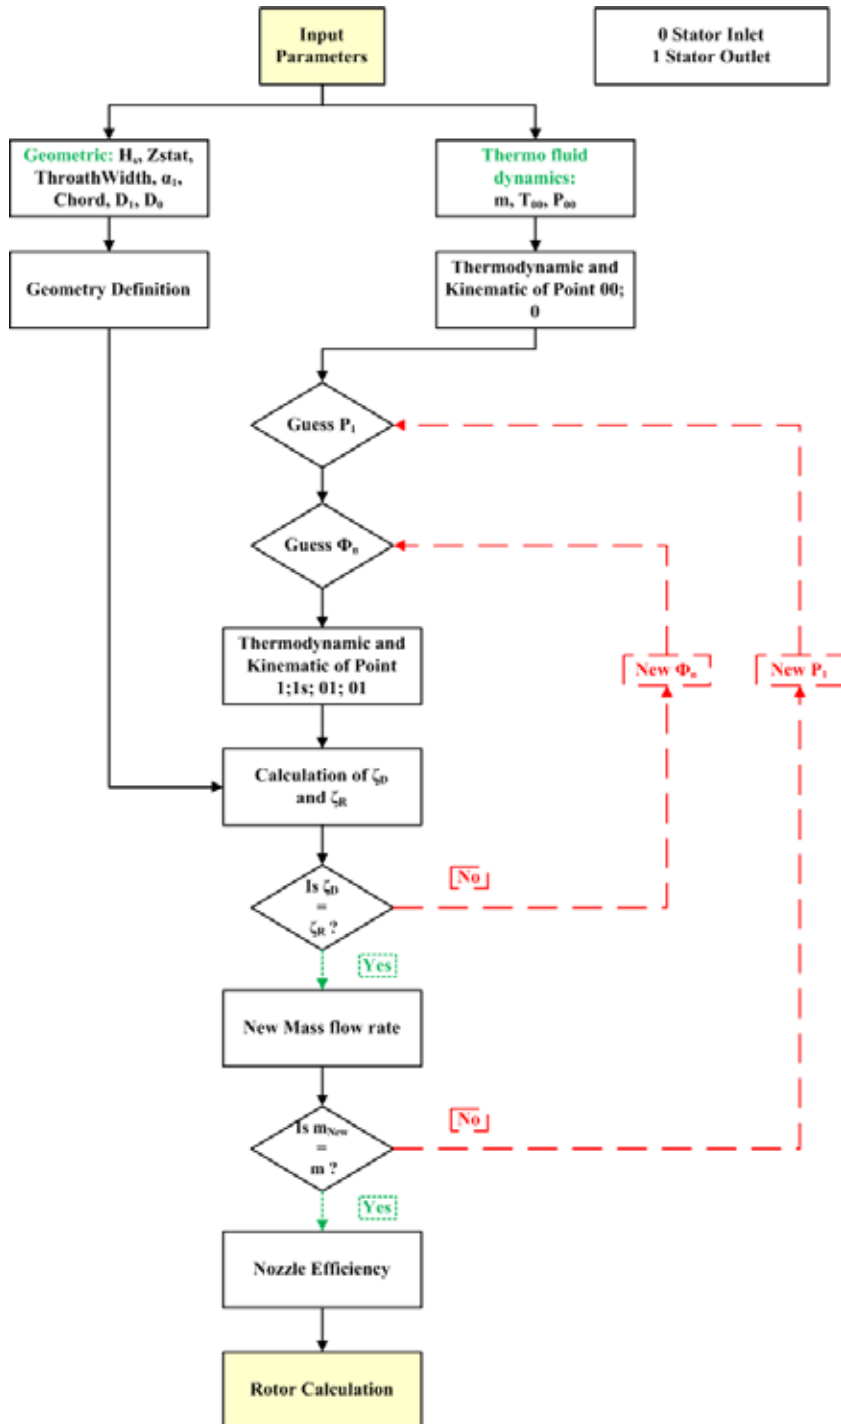 Input
Parameters
0 Stator Inlet
1 Stator Outlet
Geometric: Hs, Zstat,
ThroathWidth, α₁,
Chord, D₁, D₀
Thermo fluid
dynamics:
m, T₀₀, P₀₀
Geometry Definition
Thermodynamic and
Kinematic of Point 00;
0
Guess P₁
Guess Φₙ
Thermodynamic and
Kinematic of Point
1;1s; 01; 01
New Φₙ
New P₁
Calculation of ζD
and ζR
Is ζD
=
ζR ?
No
Yes
New Mass flow rate
Is mNew
=
m ?
No
Yes
Nozzle Efficiency
Rotor Calculation